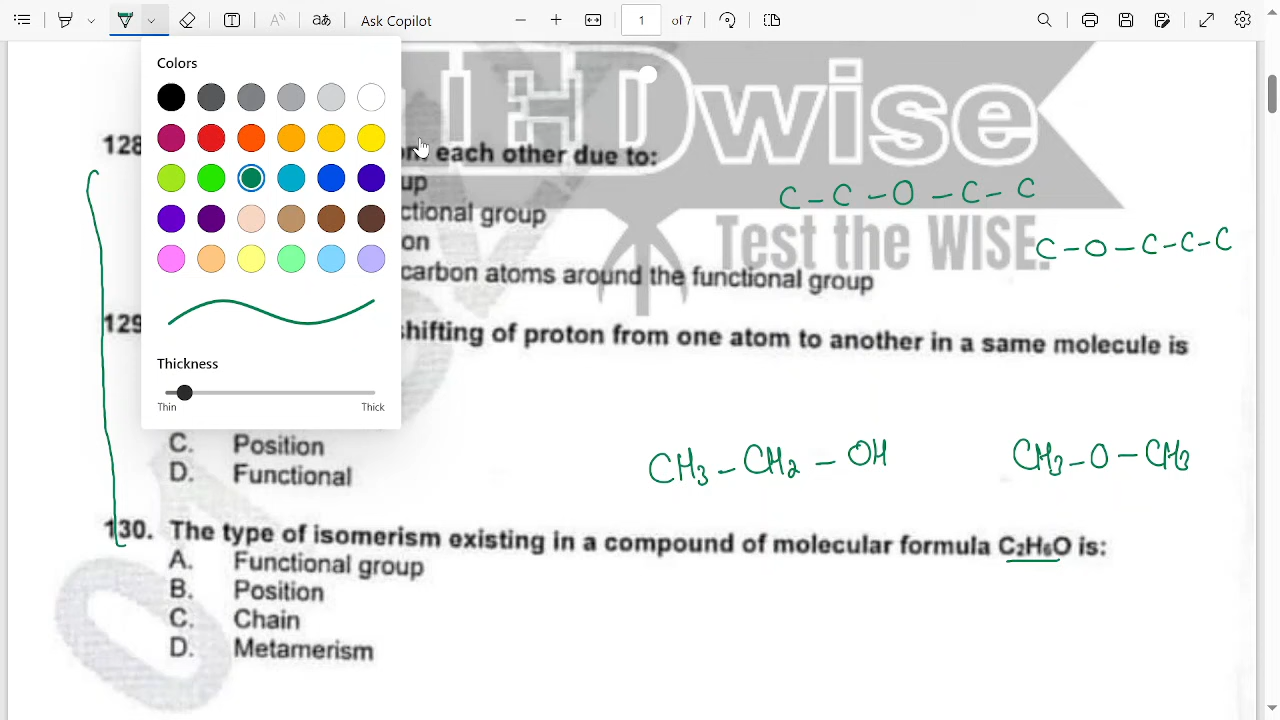 Ask Copilot 1 of 7
Colors
HEDwise
128 om each other due to:
up
C - C - O - C - C
ctional group
Test the WISE.
on
C - O - C - C - C
carbon atoms around the functional group
129 shifting of proton from one atom to another in a same molecule is
Thickness
Thin Thick
C. Position
CH3 - CH2 - OH CH3 - O - CH3
D. Functional
130. The type of isomerism existing in a compound of molecular formula C2H6O is:
A. Functional group
B. Position
C. Chain
D. Metamerism